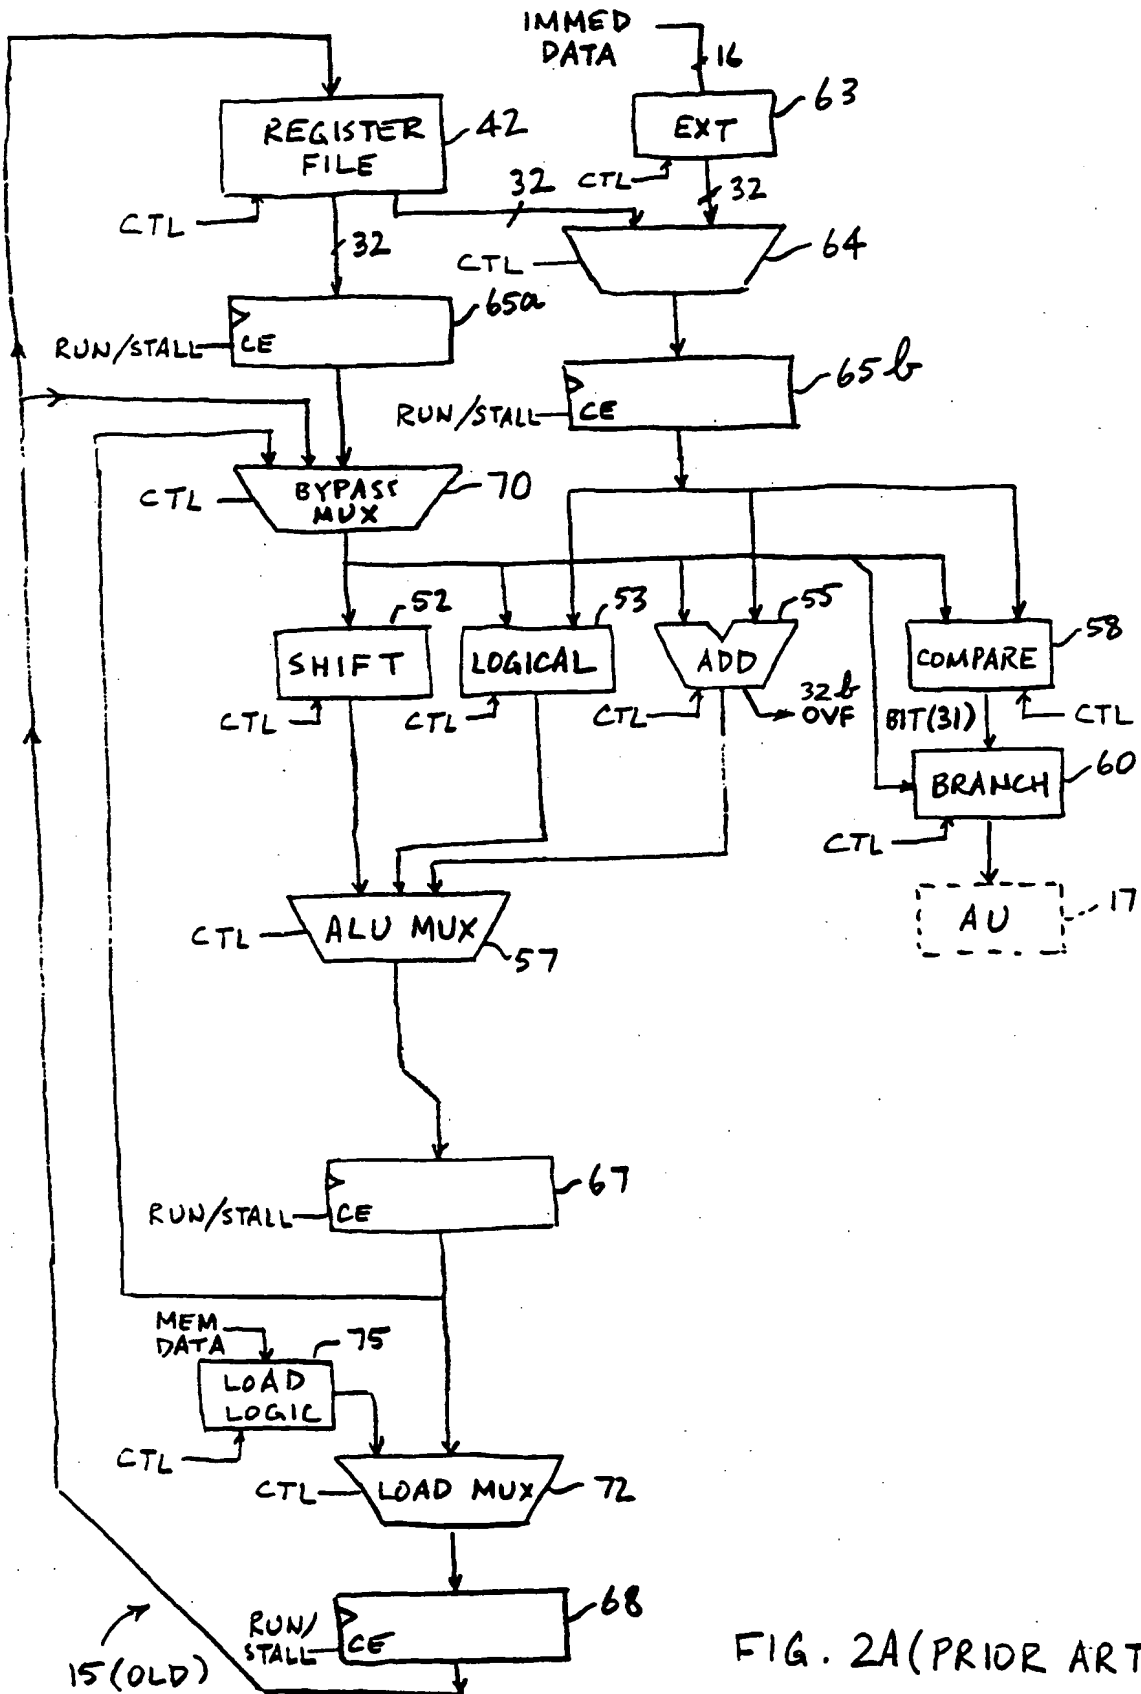 IMMED
DATA
16
REGISTER
FILE
42
EXT
63
CTL
32
CTL
32
32
CTL
64
65a
RUN/STALL
CE
65b
RUN/STALL
CE
CTL
BYPASS
MUX
70
52
53
55
58
SHIFT
LOGICAL
ADD
COMPARE
CTL
CTL
CTL
32b
OVF
BIT(31)
CTL
BRANCH
60
CTL
AU
17
CTL
ALU MUX
57
67
RUN/STALL
CE
MEM
DATA
75
LOAD
LOGIC
CTL
CTL
LOAD MUX
72
68
RUN/
STALL
CE
15(OLD)
FIG. 2A(PRIOR ART